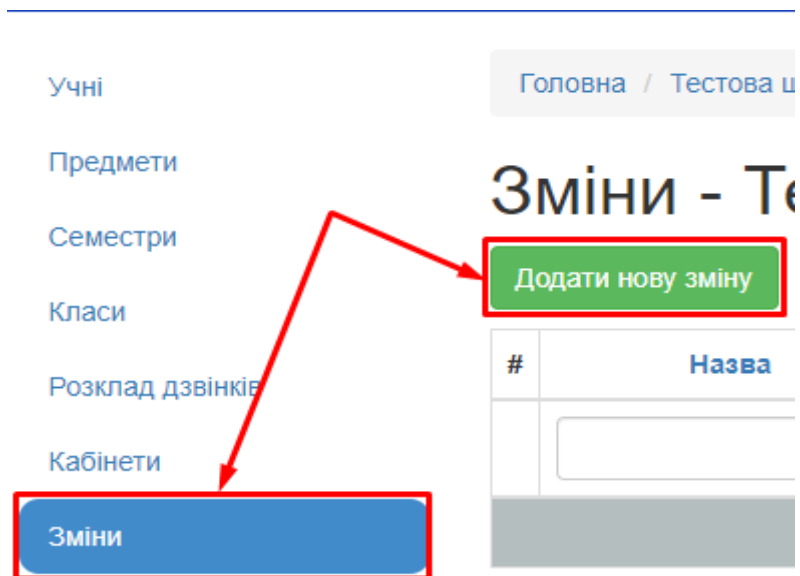 Учні
Предмети
Семестри
Класи
Розклад дзвінків
Кабінети
Зміни
Головна / Тестова
Зміни - Те
Додати нову зміну
# Назва